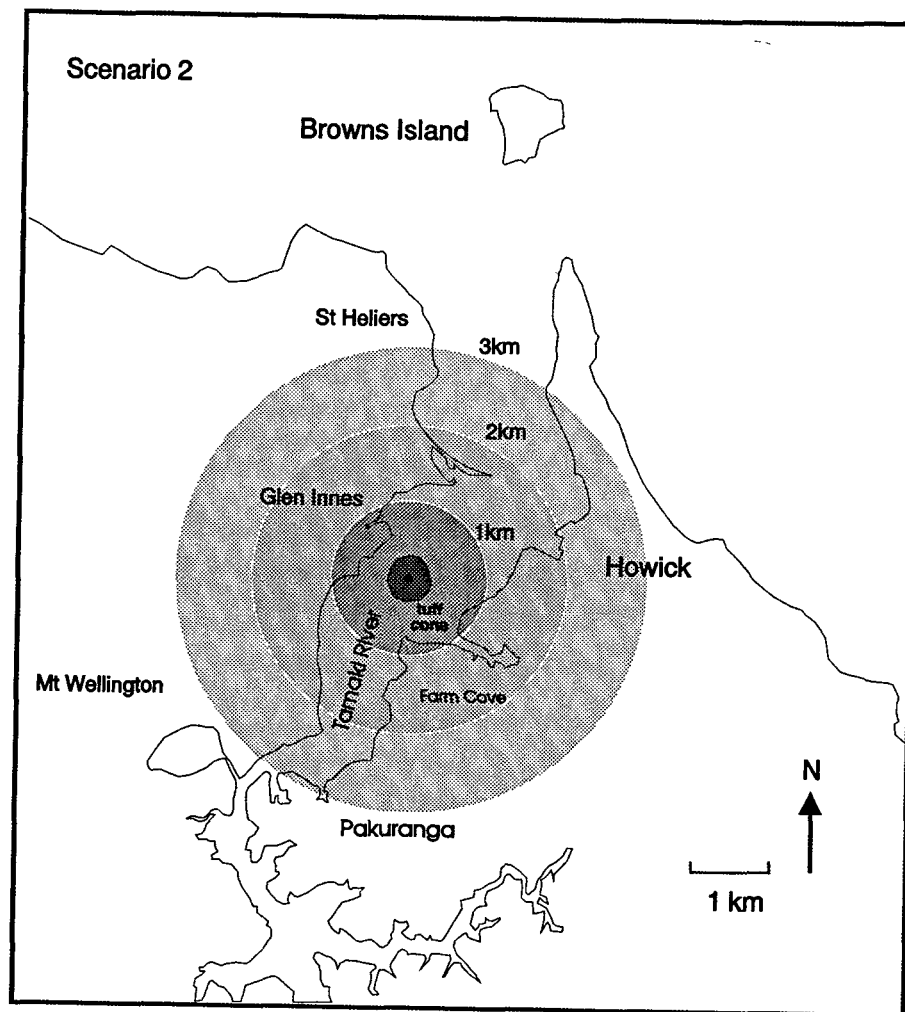 Scenario 2
Browns Island
St Heliers
3km
2km
Glen Innes
1km
Howick
tuff
cone
Tamaki River
Mt Wellington
Farm Cove
N
Pakuranga
1 km